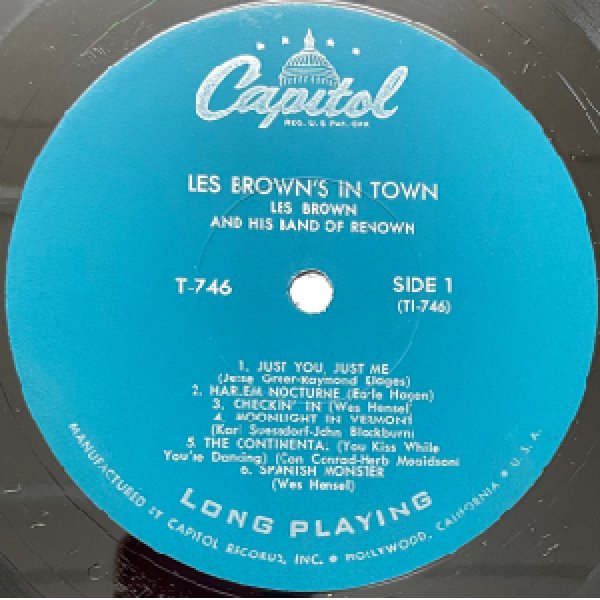 Capitol
REG. U.S. PAT. OFF.
LES BROWN'S IN TOWN
LES BROWN
AND HIS BAND OF RENOWN
T-746
SIDE 1
(T1-746)
1. JUST YOU, JUST ME
(Jesse Greer-Raymond Klages)
2. HARLEM NOCTURNE (Earle Hagen)
3. CHECKIN' IN (Wes Hensel)
4. MOONLIGHT IN VERMONT
(Karl Suessdorf-John Blackburn)
5. THE CONTINENTAL (You Kiss While
You're Dancing) (Con Conrad-Herb Magidson)
6. SPANISH MONSTER
(Wes Hensel)
LONG PLAYING
MANUFACTURED BY CAPITOL RECORDS, INC. • HOLLYWOOD, CALIFORNIA • U.S.A.